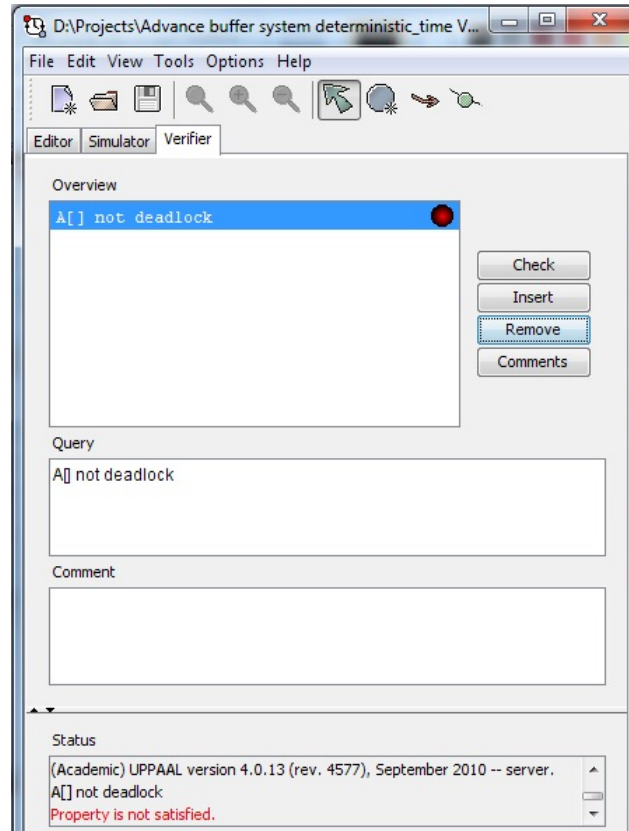 D:\Projects\Advance buffer system deterministic_time V...
File Edit View Tools Options Help
Editor Simulator Verifier
Overview
A[] not deadlock
Check
Insert
Remove
Comments
Query
A[] not deadlock
Comment
Status
(Academic) UPPAAL version 4.0.13 (rev. 4577), September 2010 -- server.
A[] not deadlock
Property is not satisfied.